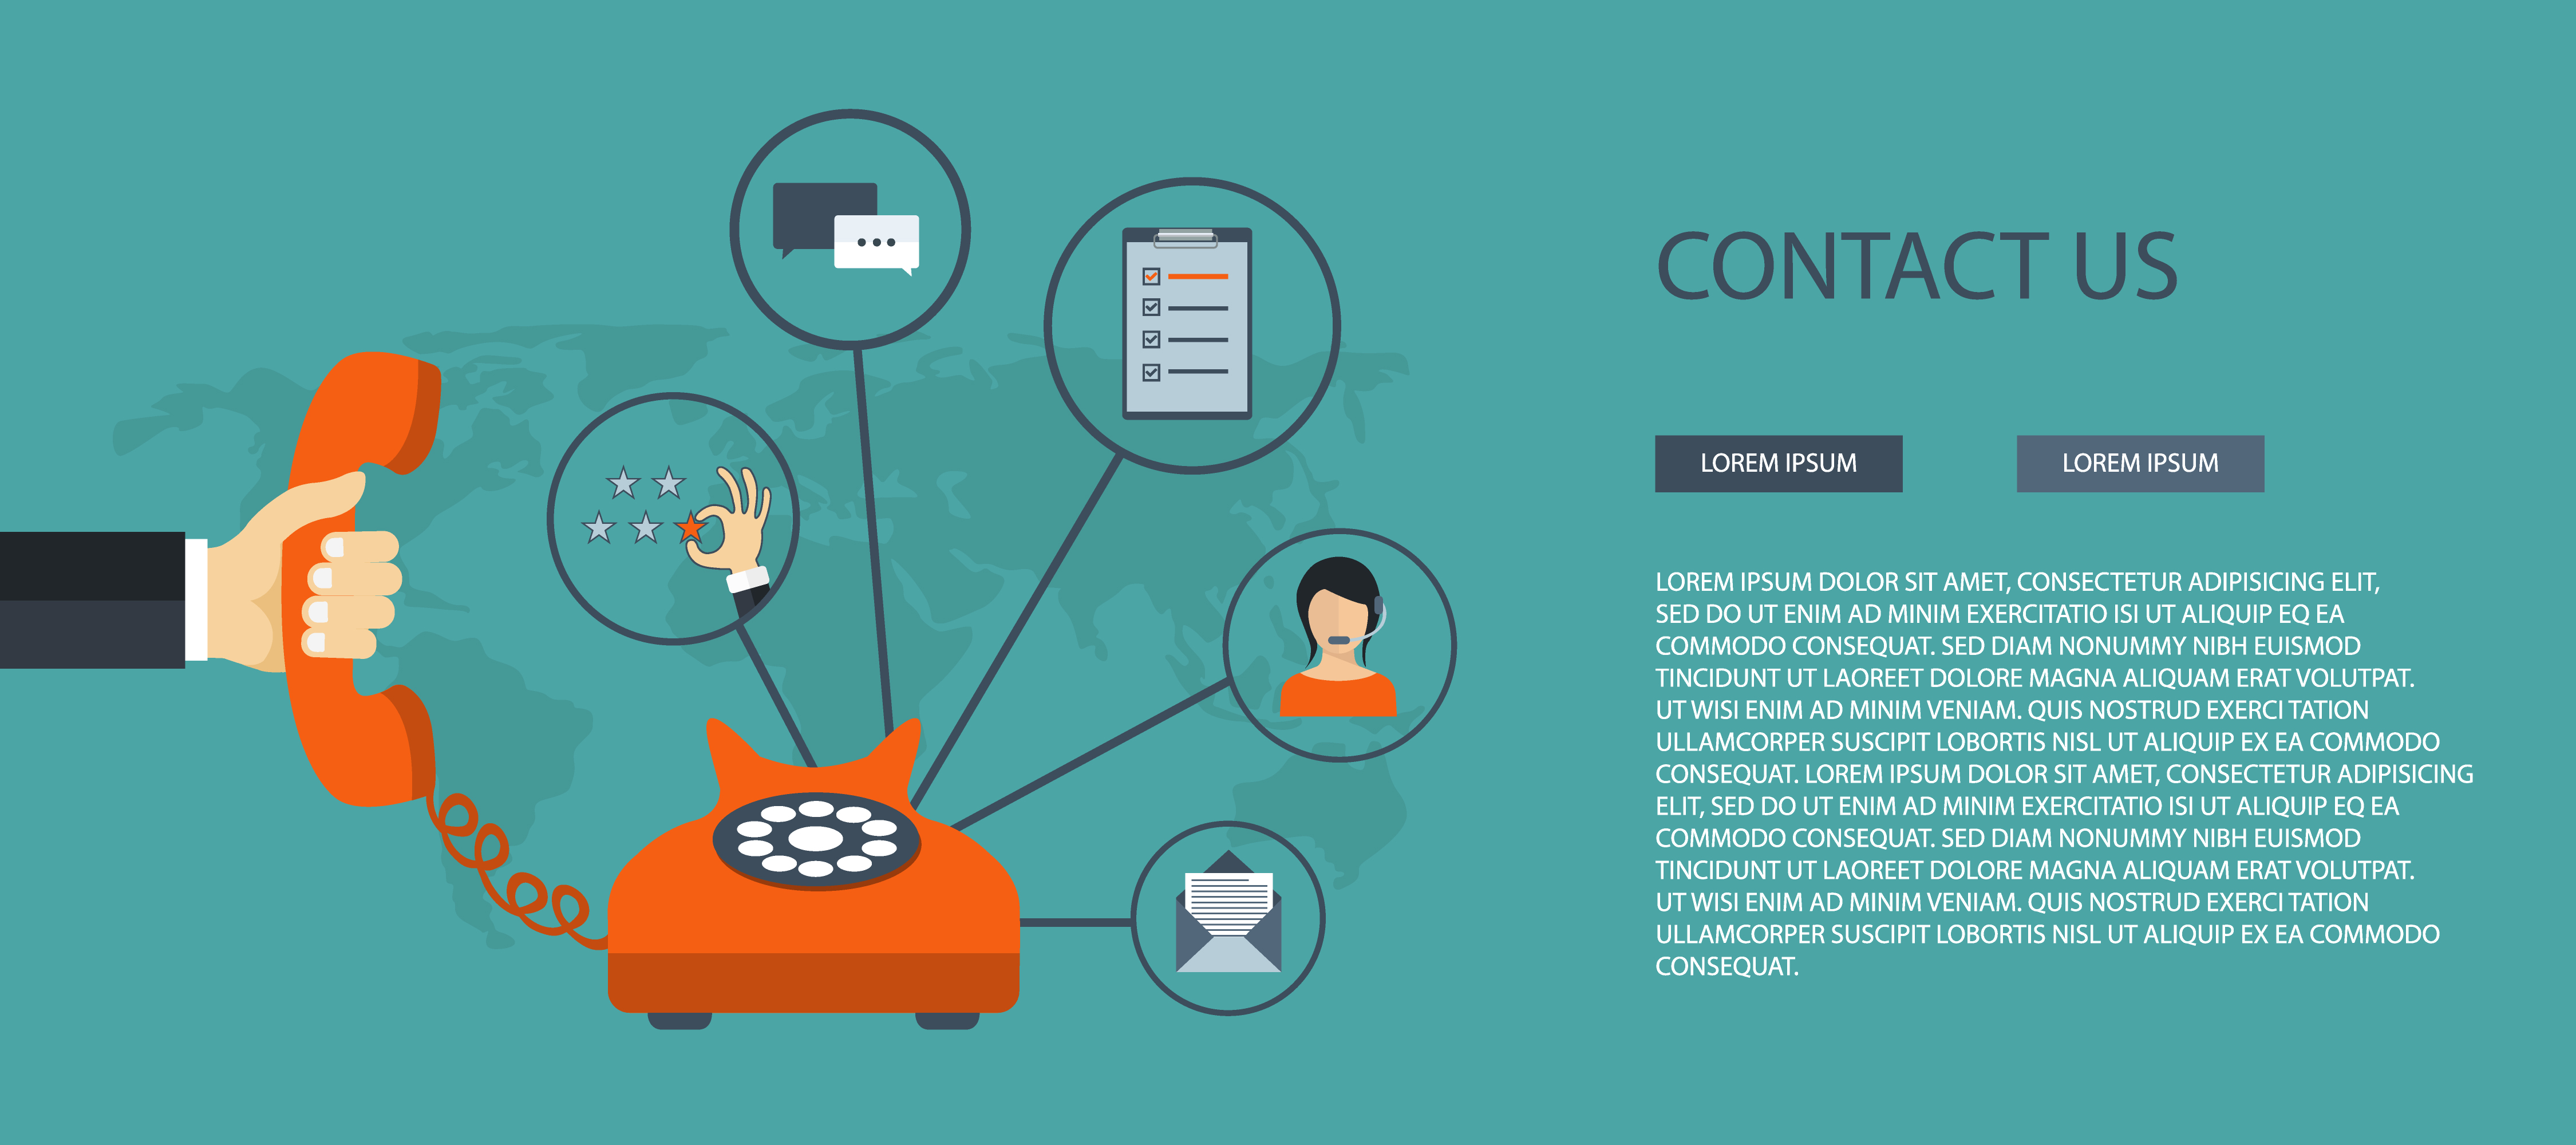 CONTACT US
LOREM IPSUM
LOREM IPSUM
LOREM IPSUM DOLOR SIT AMET, CONSECTETUR ADIPISICING ELIT,
SED DO UT ENIM AD MINIM EXERCITATIO ISI UT ALIQUIP EQ EA
COMMODO CONSEQUAT. SED DIAM NONUMMY NIBH EUISMOD
TINCIDUNT UT LAOREET DOLORE MAGNA ALIQUAM ERAT VOLUTPAT.
UT WISI ENIM AD MINIM VENIAM. QUIS NOSTRUD EXERCI TATION
ULLAMCORPER SUSCIPIT LOBORTIS NISL UT ALIQUIP EX EA COMMODO
CONSEQUAT. LOREM IPSUM DOLOR SIT AMET, CONSECTETUR ADIPISICING
ELIT, SED DO UT ENIM AD MINIM EXERCITATIO ISI UT ALIQUIP EQ EA
COMMODO CONSEQUAT. SED DIAM NONUMMY NIBH EUISMOD
TINCIDUNT UT LAOREET DOLORE MAGNA ALIQUAM ERAT VOLUTPAT.
UT WISI ENIM AD MINIM VENIAM. QUIS NOSTRUD EXERCI TATION
ULLAMCORPER SUSCIPIT LOBORTIS NISL UT ALIQUIP EX EA COMMODO
CONSEQUAT.